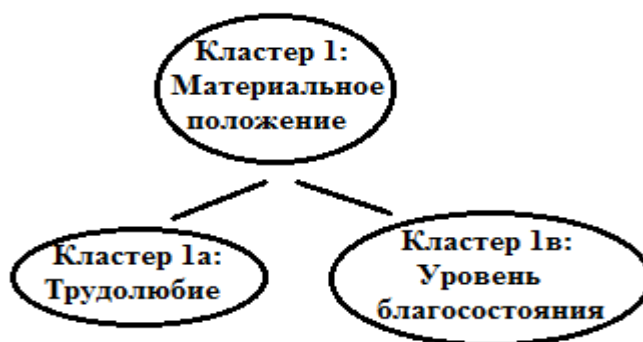 Кластер 1:
Материальное
положение
Кластер 1а:
Трудолюбие
Кластер 1в:
Уровень
благосостояния